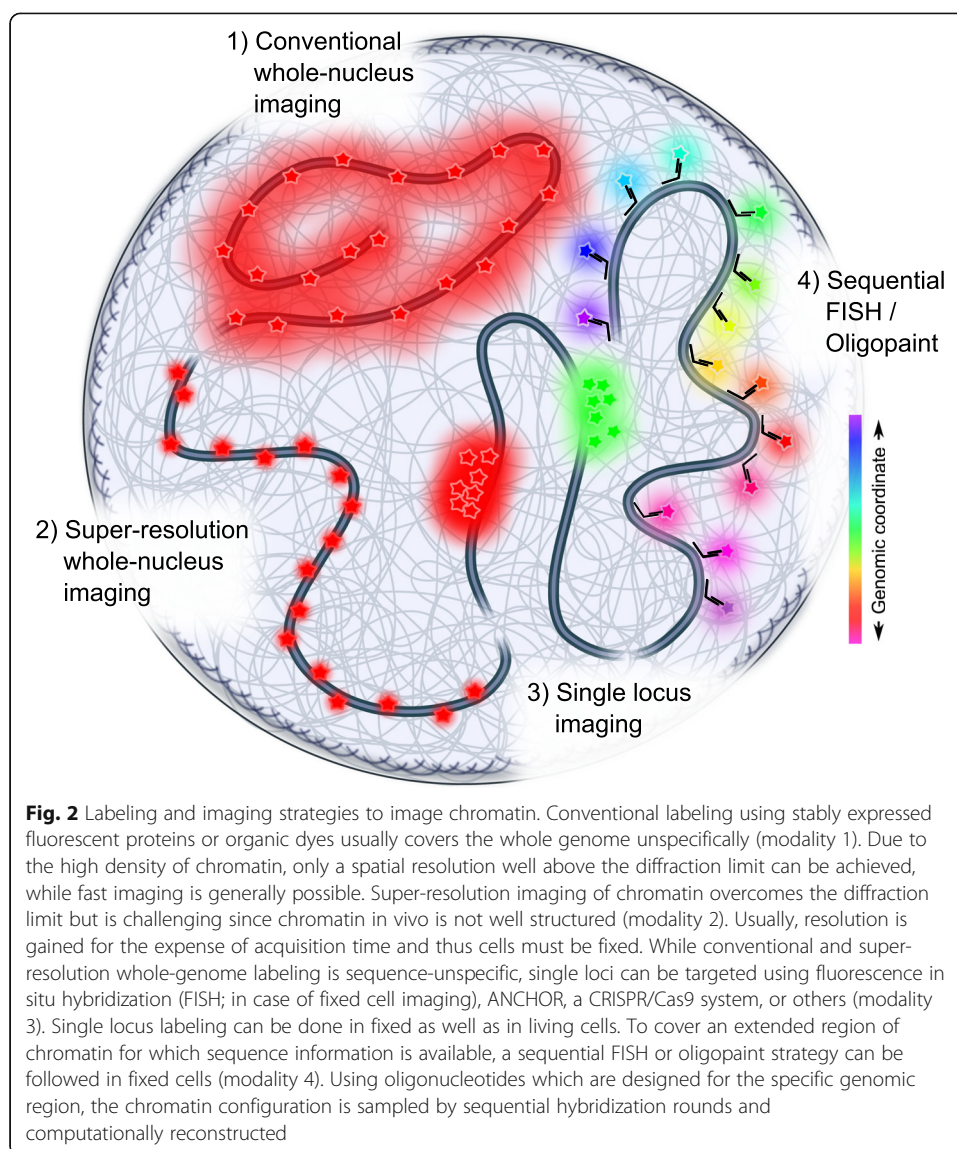 1) Conventional
whole-nucleus
imaging
4) Sequential
FISH /
Oligopaint
Genomic coordinate
2) Super-resolution
whole-nucleus
imaging
3) Single locus
imaging
Fig. 2 Labeling and imaging strategies to image chromatin. Conventional labeling using stably expressed
fluorescent proteins or organic dyes usually covers the whole genome unspecifically (modality 1). Due to
the high density of chromatin, only a spatial resolution well above the diffraction limit can be achieved,
while fast imaging is generally possible. Super-resolution imaging of chromatin overcomes the diffraction
limit but is challenging since chromatin in vivo is not well structured (modality 2). Usually, resolution is
gained for the expense of acquisition time and thus cells must be fixed. While conventional and super-
resolution whole-genome labeling is sequence-unspecific, single loci can be targeted using fluorescence in
situ hybridization (FISH; in case of fixed cell imaging), ANCHOR, a CRISPR/Cas9 system, or others (modality
3). Single locus labeling can be done in fixed as well as in living cells. To cover an extended region of
chromatin for which sequence information is available, a sequential FISH or oligopaint strategy can be
followed in fixed cells (modality 4). Using oligonucleotides which are designed for the specific genomic
region, the chromatin configuration is sampled by sequential hybridization rounds and
computationally reconstructed